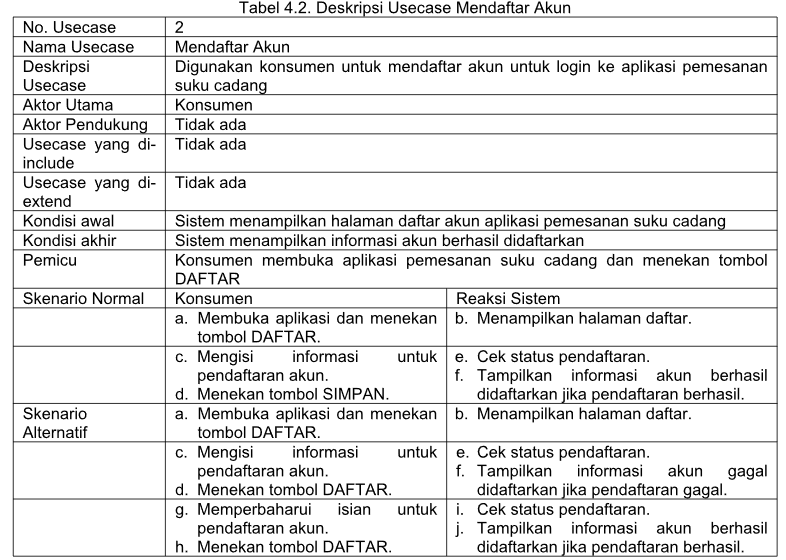 Tabel 4.2. Deskripsi Usecase Mendaftar Akun
No. Usecase 2
Nama Usecase Mendaftar Akun
Deskripsi Usecase Digunakan konsumen untuk mendaftar akun untuk login ke aplikasi pemesanan
suku cadang
Aktor Utama Konsumen
Aktor Pendukung Tidak ada
Usecase yang di- Tidak ada
include
Usecase yang di- Tidak ada
extend
Kondisi awal Sistem menampilkan halaman daftar akun aplikasi pemesanan suku cadang
Kondisi akhir Sistem menampilkan informasi akun berhasil didaftarkan
Pemicu Konsumen membuka aplikasi pemesanan suku cadang dan menekan tombol
DAFTAR
Skenario Normal Konsumen Reaksi Sistem
a. Membuka aplikasi dan menekan
tombol DAFTAR.
b. Menampilkan halaman daftar.
c. Mengisi informasi untuk
pendaftaran akun.
d. Menekan tombol SIMPAN.
e. Cek status pendaftaran.
f. Tampilkan informasi akun berhasil
didaftarkan jika pendaftaran berhasil.
Skenario
Alternatif
a. Membuka aplikasi dan menekan
tombol DAFTAR.
b. Menampilkan halaman daftar.
c. Mengisi informasi untuk
pendaftaran akun.
d. Menekan tombol DAFTAR.
e. Cek status pendaftaran.
f. Tampilkan informasi akun gagal
didaftarkan jika pendaftaran gagal.
g. Memperbaharui isian untuk
pendaftaran akun.
h. Menekan tombol DAFTAR.
i. Cek status pendaftaran.
j. Tampilkan informasi akun berhasil
didaftarkan jika pendaftaran berhasil.